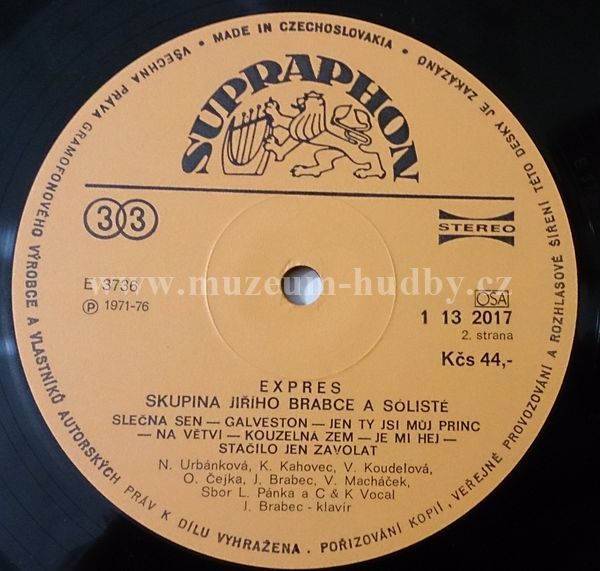 VŠECHNA PRÁVA GRAMOFONOVÉHO VÝROBCE A VLASTNÍKŮ AUTORSKÝCH PRÁV K DÍLU VYHRAŽENA. POŘIZOVÁNÍ KOPIÍ, VEŘEJNÉ PROVOZOVÁNÍ A ROZHLASOVÉ ŠÍŘENÍ TÉTO DESKY JE ZAKÁZÁNO
• MADE IN CZECHOSLOVAKIA •
SUPRAPHON
33
STEREO
E 3736
www.muzeum-hudby.cz
Ⓟ 1971-76
OSA
1 13 2017
2. strana
Kčs 44,-
EXPRES
SKUPINA JIŘÍHO BRABCE A SÓLISTÉ
SLEČNA SEN — GALVESTON — JEN TY JSI MŮJ PRINC
— NA VĚTVI — KOUZELNÁ ZEM — JE MI HEJ —
STAČILO JEN ZAVOLAT
N. Urbánková, K. Kahovec, V. Koudelová,
O. Čejka, J. Brabec, V. Macháček,
Sbor L. Pánka a C & K Vocal
J. Brabec - klavír